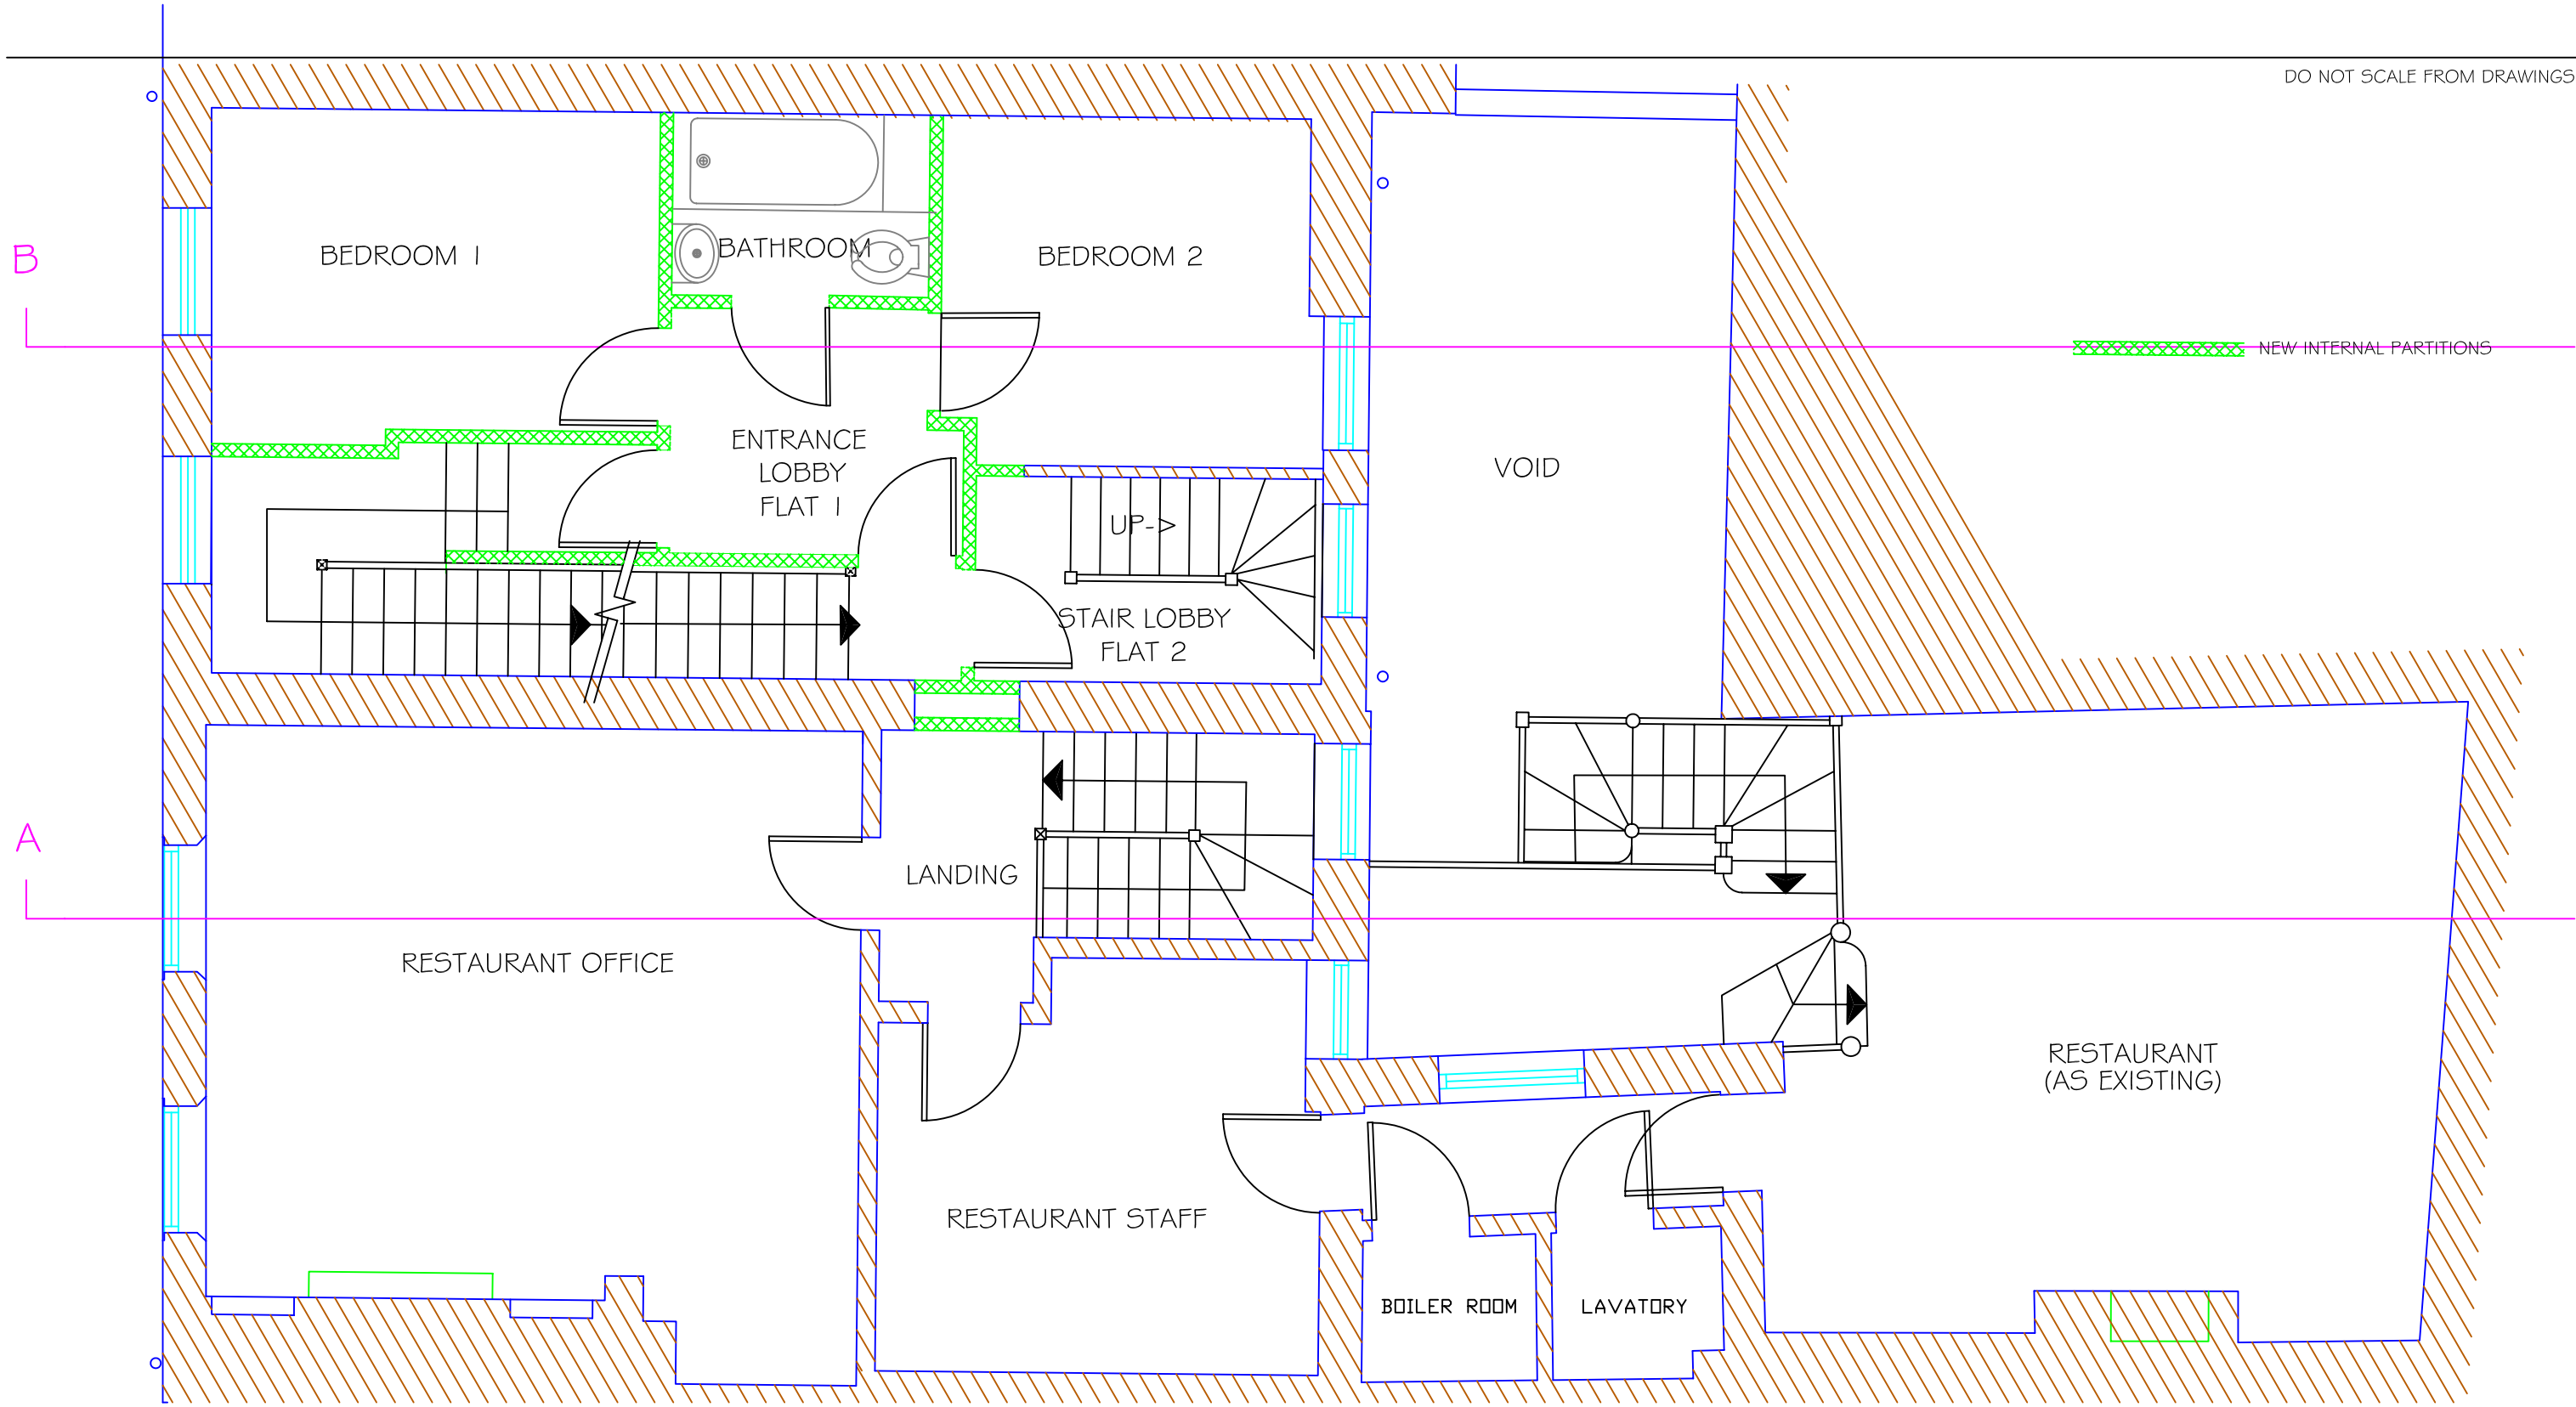 DO NOT SCALE FROM DRAWINGS
B
BEDROOM 1
BATHROOM
BEDROOM 2
NEW INTERNAL PARTITIONS
ENTRANCE
LOBBY
FLAT 1
VOID
UP->
STAIR LOBBY
FLAT 2
A
LANDING
RESTAURANT OFFICE
RESTAURANT
(AS EXISTING)
RESTAURANT STAFF
BOILER ROOM
LAVATORY